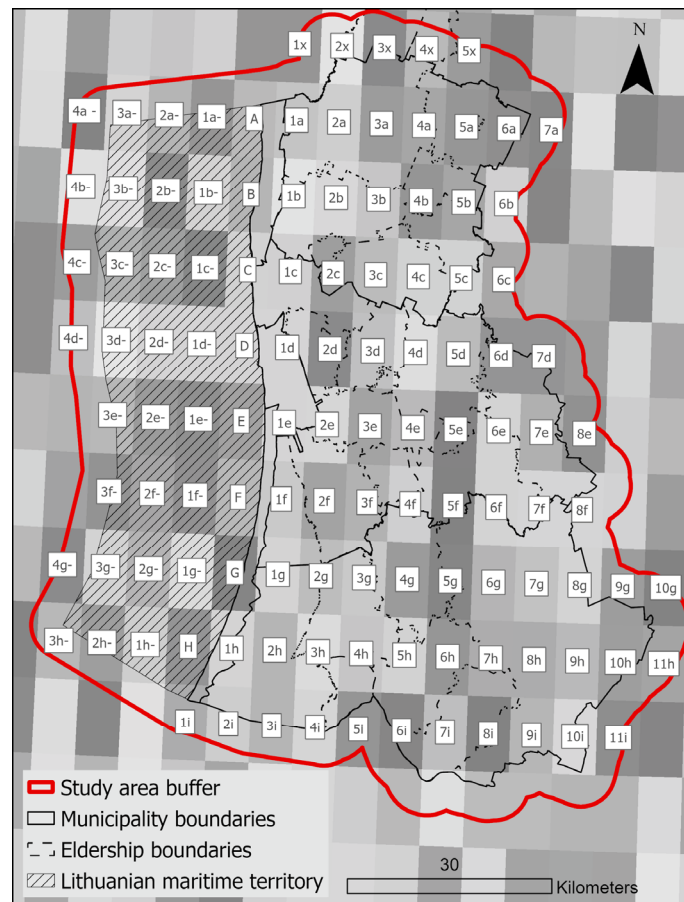 1x 2x 3x 4x 5x
N
4a - 3a- 2a- 1a- A 1a 2a 3a 4a 5a 6a 7a
4b- 3b- 2b- 1b- B 1b 2b 3b 4b 5b 6b
4c- 3c- 2c- 1c- C 1c 2c 3c 4c 5c 6c
4d- 3d- 2d- 1d- D 1d 2d 3d 4d 5d 6d 7d
3e- 2e- 1e- E 1e 2e 3e 4e 5e 6e 7e 8e
3f- 2f- 1f- F 1f 2f 3f 4f 5f 6f 7f 8f
4g- 3g- 2g- 1g- G 1g 2g 3g 4g 5g 6g 7g 8g 9g 10g
3h- 2h- 1h- H 1h 2h 3h 4h 5h 6h 7h 8h 9h 10h 11h
1i 2i 3i 4i 5l 6i 7i 8i 9i 10i 11i
Study area buffer
Municipality boundaries
Eldership boundaries
Lithuanian maritime territory
30
Kilometers